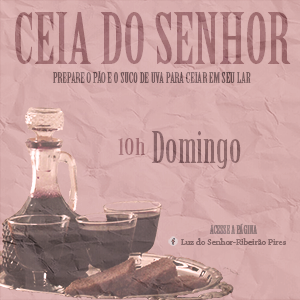 CEIA DO SENHOR
PREPARE O PÃO E O SUCO DE UVA PARA CEIAR EM SEU LAR
10h Domingo
ACESSE A PÁGINA
Luz do Senhor-Ribeirão Pires